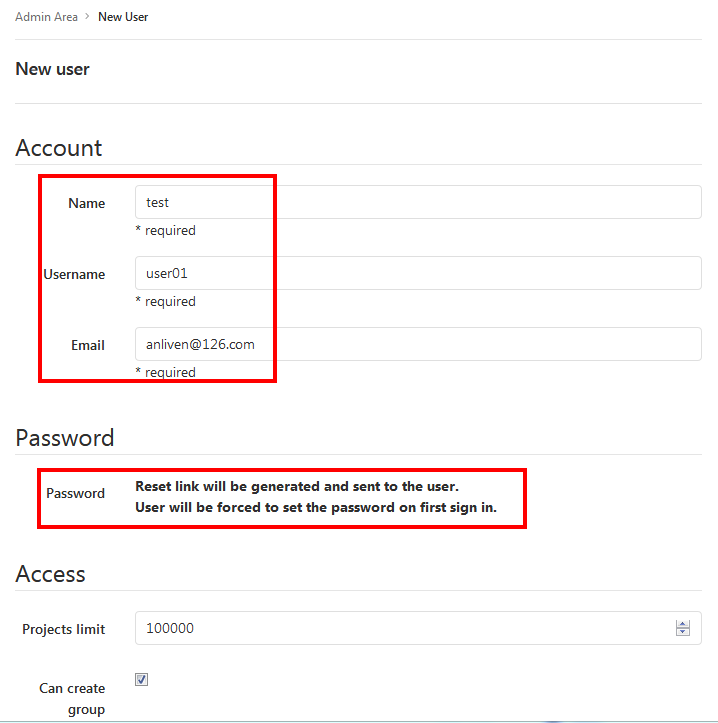 Admin Area > New User
New user
Account
Name test
* required
Username user01
* required
Email anliven@126.com
* required
Password
Password Reset link will be generated and sent to the user.
User will be forced to set the password on first sign in.
Access
Projects limit 100000
Can create
group